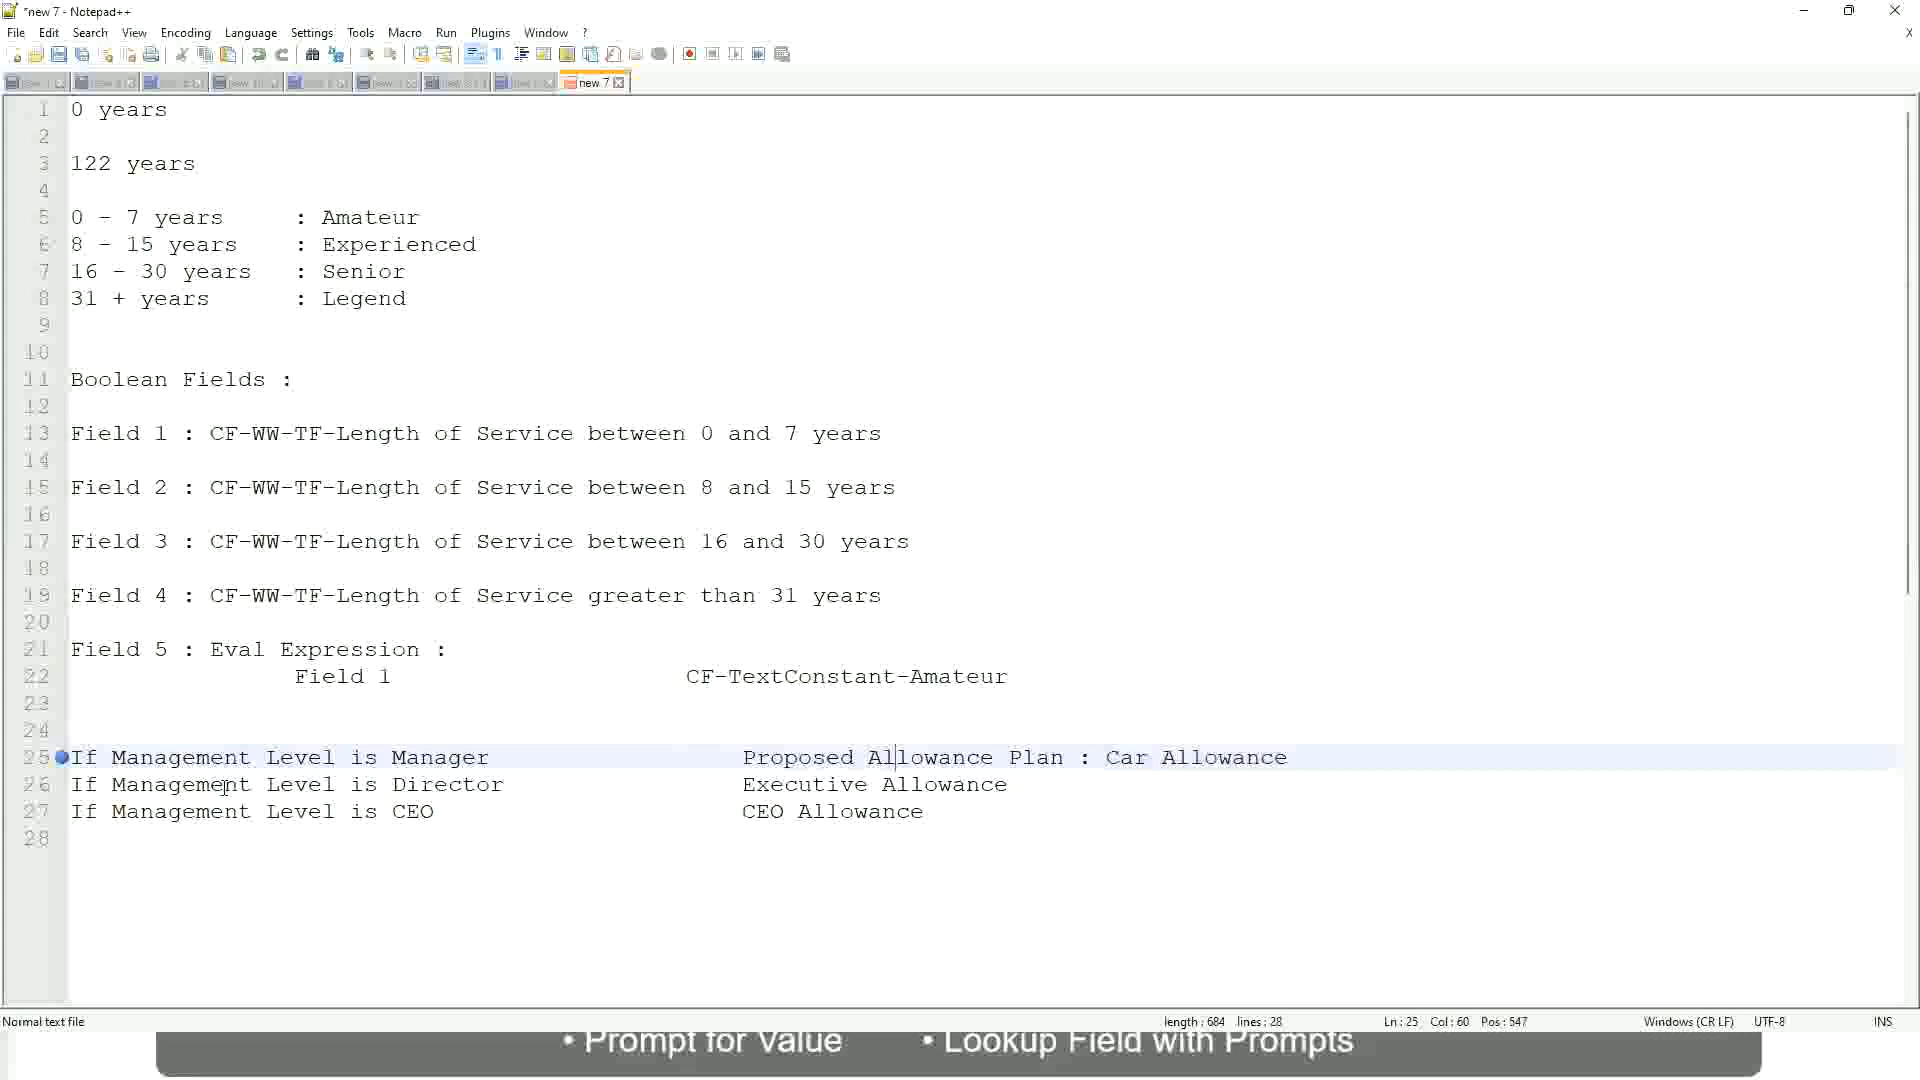 *new 7 - Notepad++
File Edit Search View Encoding Language Settings Tools Macro Run Plugins Window ? X
new 7
1 0 years
2
3 122 years
4
5 0 - 7 years : Amateur
6 8 - 15 years : Experienced
7 16 - 30 years : Senior
8 31 + years : Legend
9
10
11 Boolean Fields :
12
13 Field 1 : CF-WW-TF-Length of Service between 0 and 7 years
14
15 Field 2 : CF-WW-TF-Length of Service between 8 and 15 years
16
17 Field 3 : CF-WW-TF-Length of Service between 16 and 30 years
18
19 Field 4 : CF-WW-TF-Length of Service greater than 31 years
20
21 Field 5 : Eval Expression :
22 Field 1 CF-TextConstant-Amateur
23
24
25 If Management Level is Manager Proposed Allowance Plan : Car Allowance
26 If Management Level is Director Executive Allowance
27 If Management Level is CEO CEO Allowance
28
Normal text file length : 684 lines : 28 Ln : 25 Col : 60 Pos : 547 Windows (CR LF) UTF-8 INS
• Prompt for Value • Lookup Field with Prompts